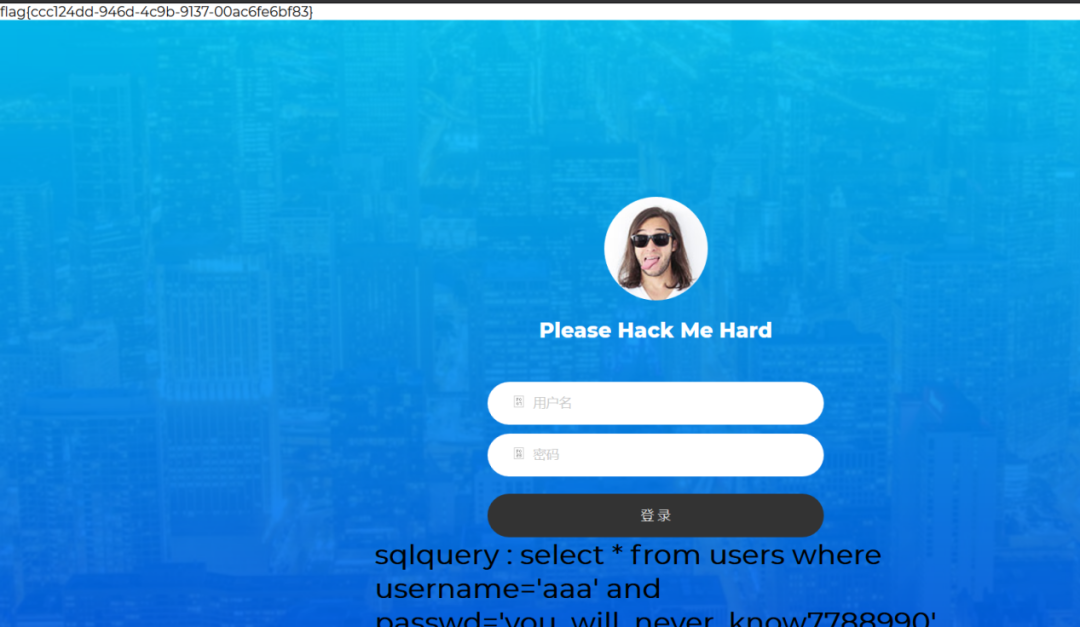 flag{ccc124dd-946d-4c9b-9137-00ac6fe6bf83}
Please Hack Me Hard
用户名
密码
登 录
sqlquery : select * from users where
username='aaa' and
passwd='you_will_never_know7788990'